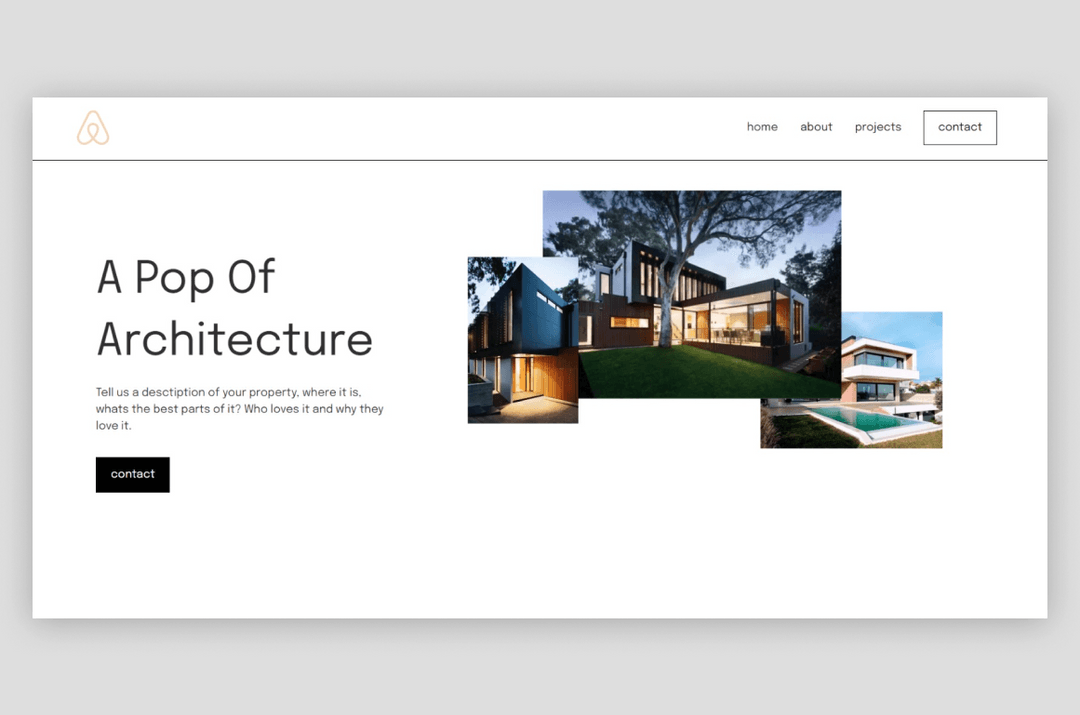 home about projects contact
A Pop Of
Architecture
Tell us a desctiption of your property, where it is,
whats the best parts of it? Who loves it and why they
love it.
contact